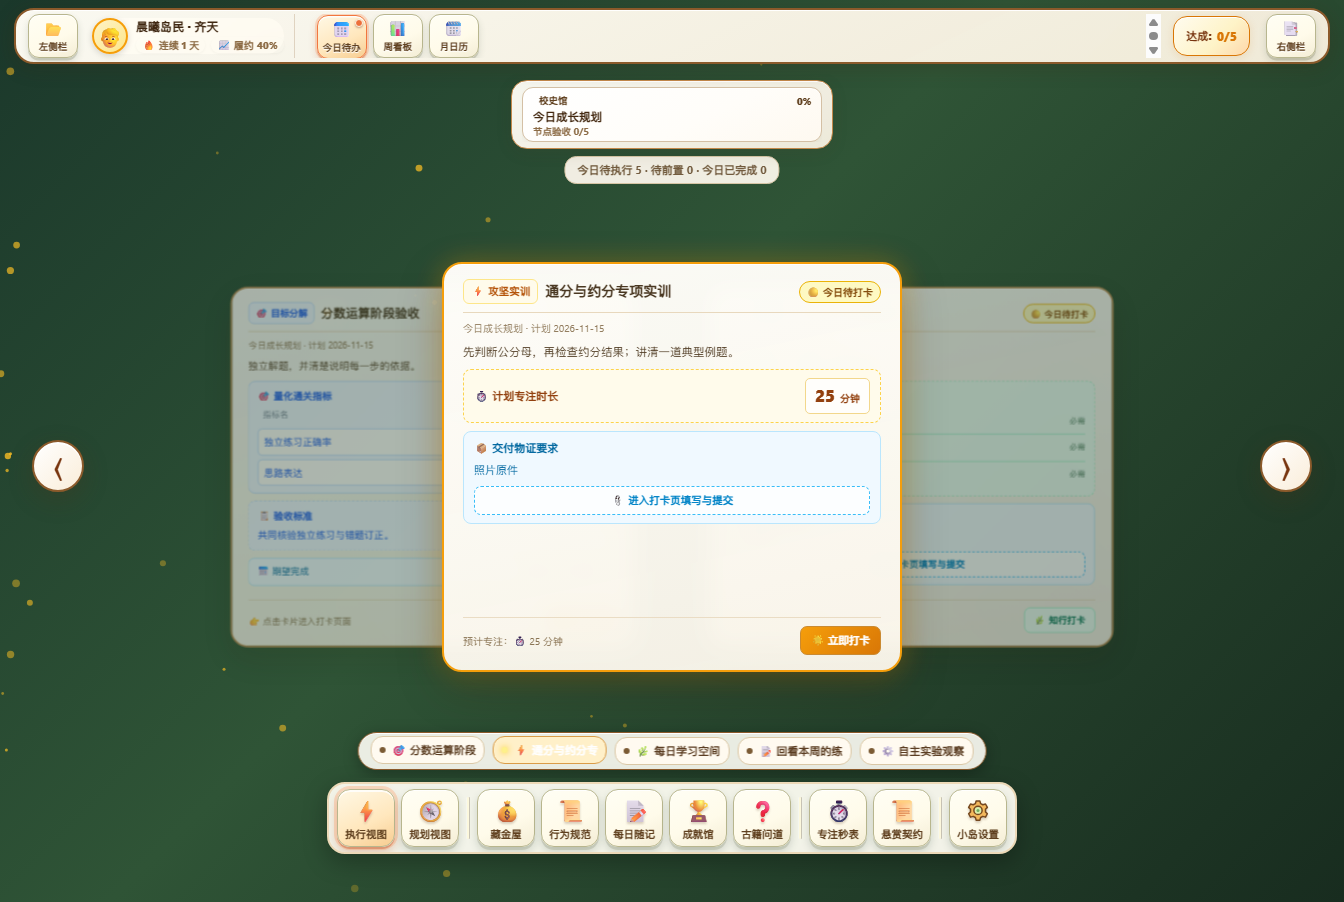 左侧栏
晨曦岛民 · 齐天
连续 1 天
履约 40%
今日待办
周看板
月日历
达成: 0/5
右侧栏
校史馆
0%
今日成长规划
节点验收 0/5
今日待执行 5 · 待前置 0 · 今日已完成 0
目标分解
分数运算阶段验收
今日成长规划 · 计划 2026-11-15
独立解题，并清楚说明每一步的依据。
量化通关指标
指标名
独立练习正确率
思路表达
验收标准
共同核验独立练习与错题订正。
期望完成
点击卡片进入打卡页面
攻坚实训
通分与约分专项实训
今日待打卡
今日成长规划 · 计划 2026-11-15
先判断公分母，再检查约分结果；讲清一道典型例题。
计划专注时长
25 分钟
交付物证要求
照片原件
进入打卡页填写与提交
预计专注：
25 分钟
立即打卡
今日待打卡
卡页填写与提交
知行打卡
分数运算阶段
通分与约分专
每日学习空间
回看本周的练
自主实验观察
执行视图
规划视图
藏金屋
行为规范
每日随记
成就馆
古籍问道
专注秒表
悬赏契约
小岛设置